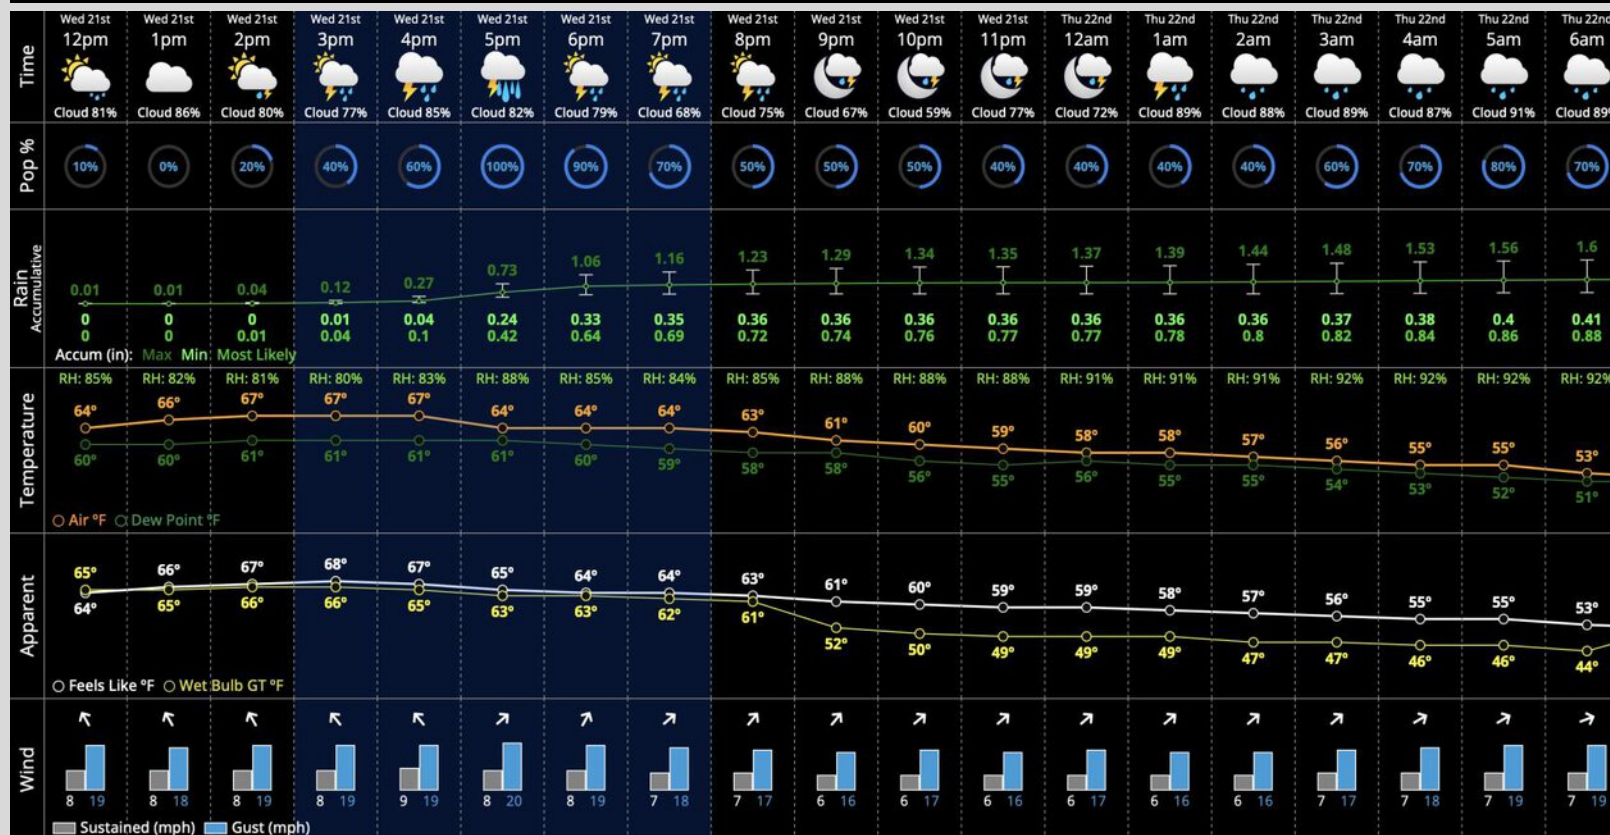 Wed 21st Wed 21st Wed 21st Wed 21st Wed 21st Wed 21st Wed 21st Wed 21st Wed 21st Wed 21st Wed 21st Wed 21st Thu 22nd Thu 22nd Thu 22nd Thu 22nd Thu 22nd Thu 22nd Thu 22nd
Time 12pm 1pm 2pm 3pm 4pm 5pm 6pm 7pm 8pm 9pm 10pm 11pm 12am 1am 2am 3am 4am 5am 6am
Cloud 81% Cloud 86% Cloud 80% Cloud 77% Cloud 85% Cloud 82% Cloud 79% Cloud 68% Cloud 75% Cloud 67% Cloud 59% Cloud 77% Cloud 72% Cloud 89% Cloud 88% Cloud 89% Cloud 87% Cloud 91% Cloud 89%
Pop % 10% 0% 20% 40% 60% 100% 90% 70% 50% 50% 50% 40% 40% 40% 40% 60% 70% 80% 70%
Rain
Accumulative
0.01 0.01 0.04 0.12 0.27 0.73 1.06 1.16 1.23 1.29 1.34 1.35 1.37 1.39 1.44 1.48 1.53 1.56 1.6
0 0 0 0.01 0.04 0.24 0.33 0.35 0.36 0.36 0.36 0.36 0.36 0.36 0.36 0.37 0.38 0.4 0.41
0 0 0.01 0.04 0.1 0.42 0.64 0.69 0.72 0.74 0.76 0.77 0.77 0.78 0.8 0.82 0.84 0.86 0.88
Accum (in): Max Min Most Likely
Temperature
RH: 85% RH: 82% RH: 81% RH: 80% RH: 83% RH: 88% RH: 85% RH: 84% RH: 85% RH: 88% RH: 88% RH: 88% RH: 91% RH: 91% RH: 91% RH: 92% RH: 92% RH: 92% RH: 92%
64° 66° 67° 67° 67° 64° 64° 64° 63° 61° 60° 59° 58° 58° 57° 56° 55° 55° 53°
60° 60° 61° 61° 61° 61° 60° 59° 58° 58° 56° 55° 56° 55° 55° 54° 53° 52° 51°
Air °F Dew Point °F
Apparent
65° 66° 67° 68° 67° 65° 64° 64° 63° 61° 60° 59° 59° 58° 57° 56° 55° 55° 53°
64° 65° 66° 66° 65° 63° 63° 62° 61° 52° 50° 49° 49° 49° 47° 47° 46° 46° 44°
Feels Like °F Wet Bulb GT °F
Wind
8 19 8 18 8 19 8 19 9 19 8 20 8 19 7 18 7 17 6 16 6 17 6 16 6 17 6 16 6 16 7 17 7 18 7 19 7 19
Sustained (mph) Gust (mph)